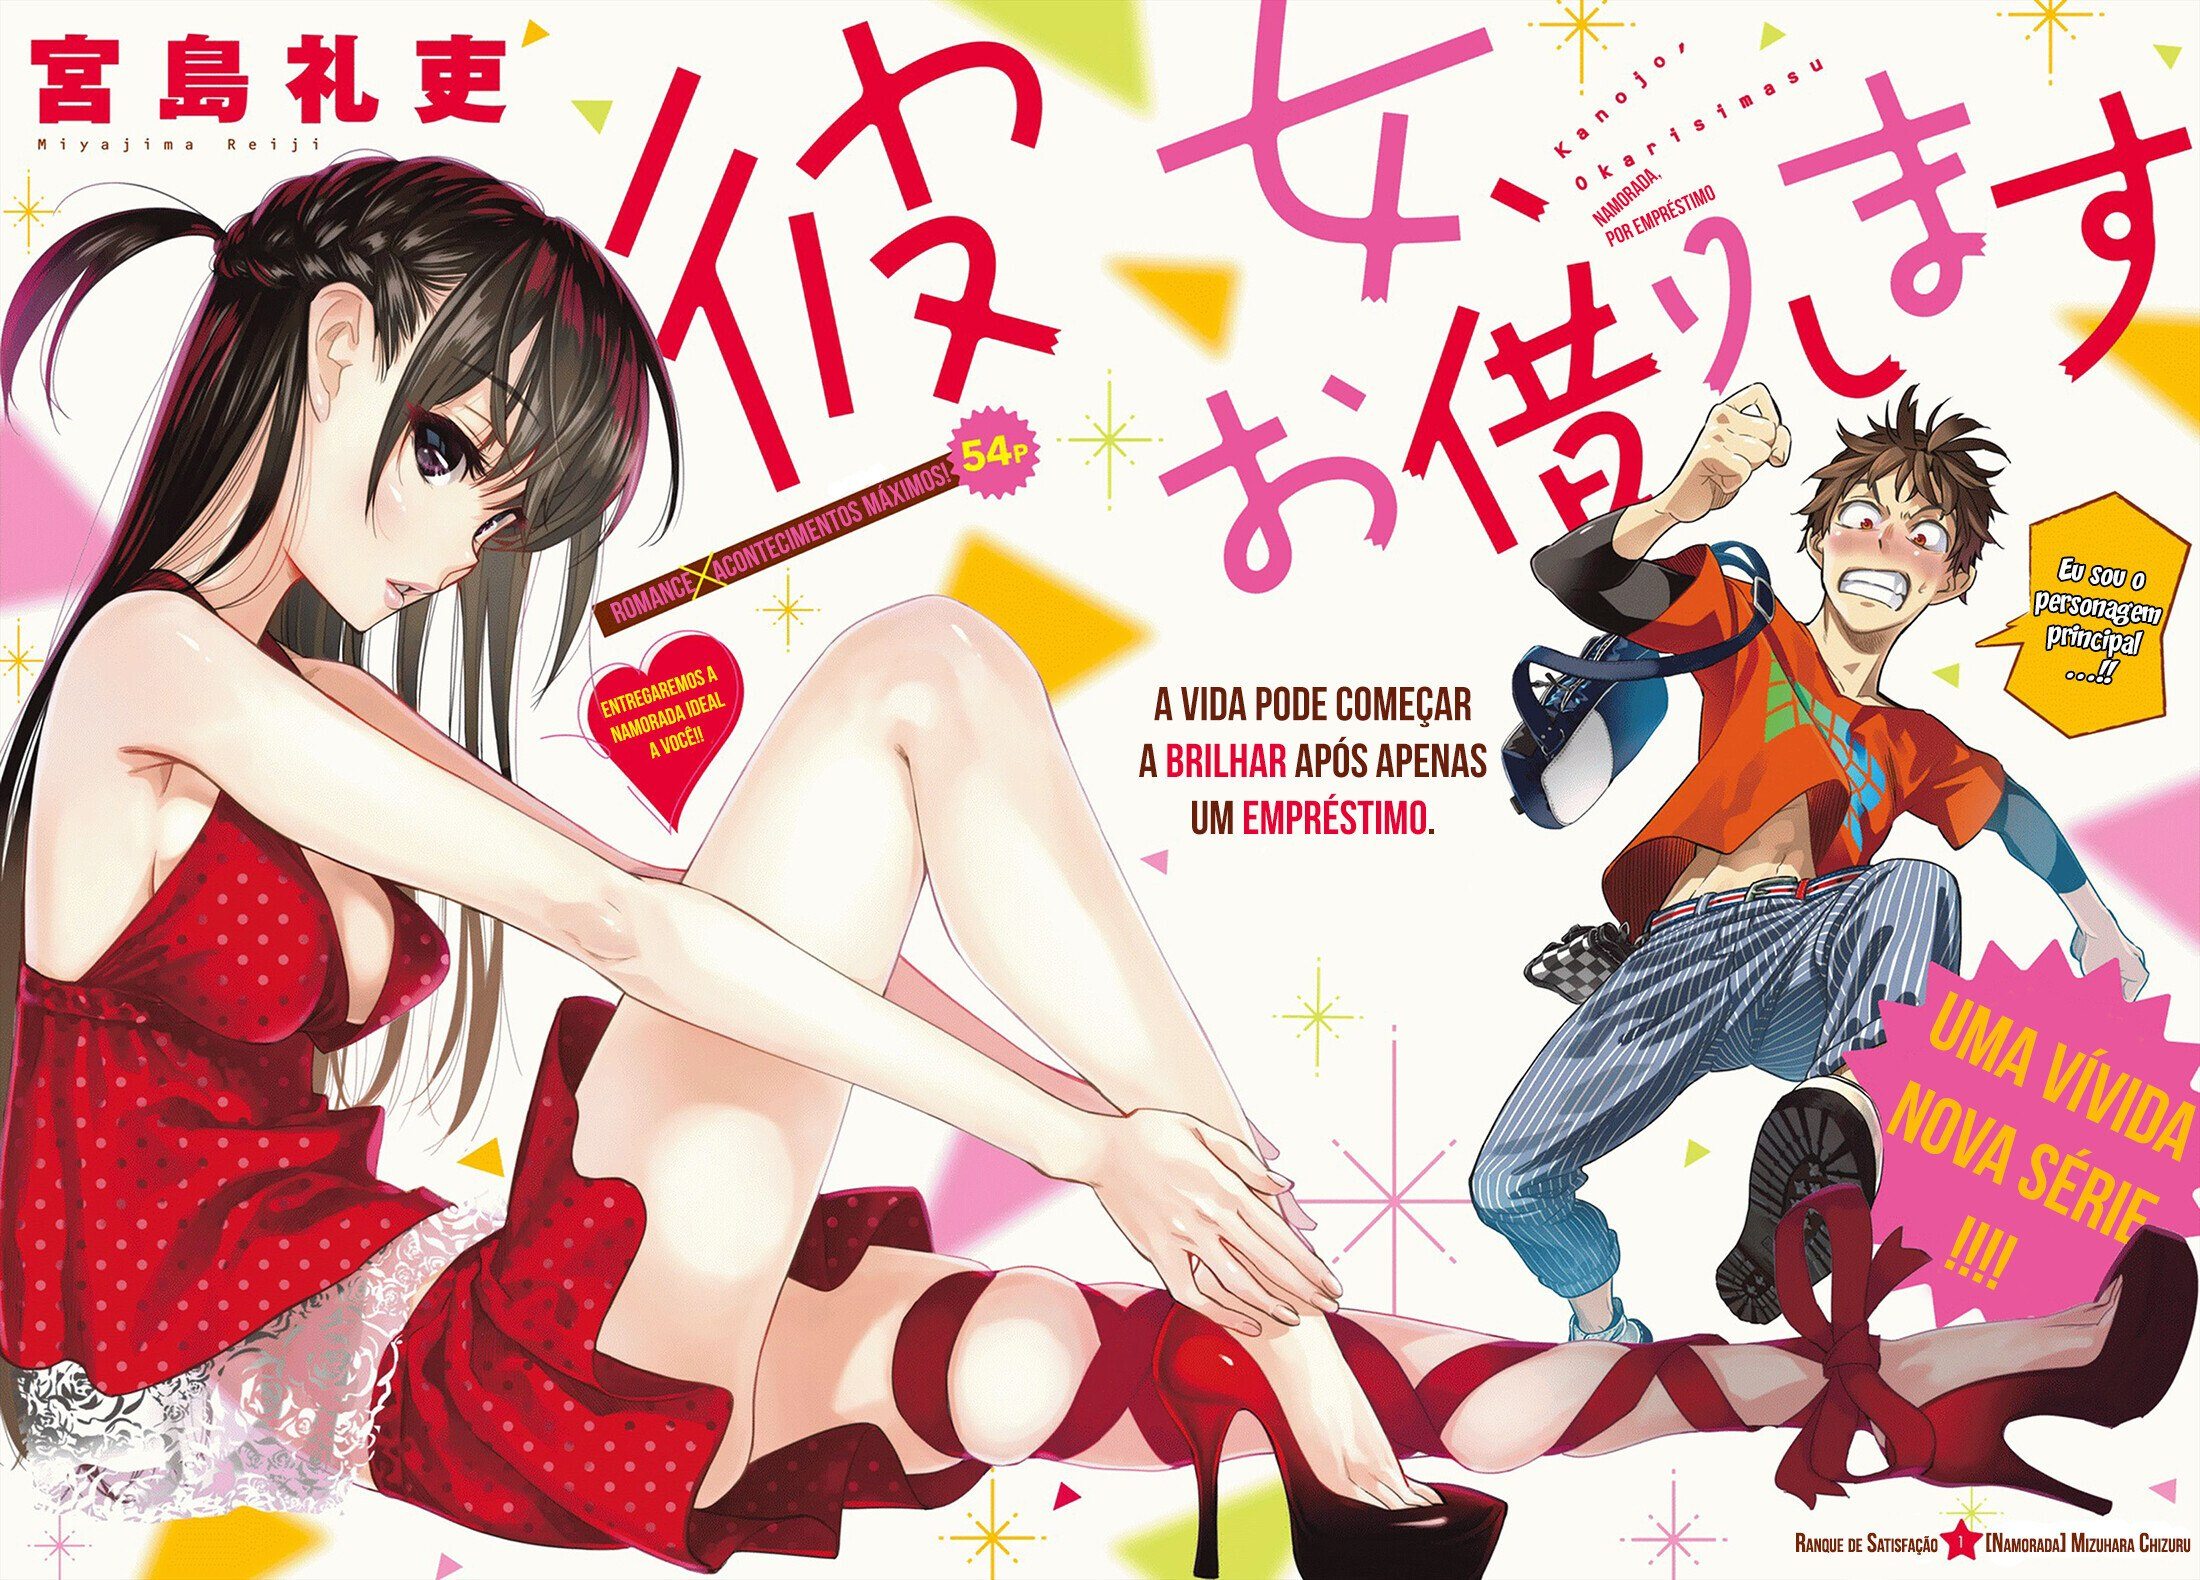 宮島礼吏
Miyajima Reiji
彼女、
お借りします
Kanojo,
Okarisimasu
NAMORADA,
POR EMPRÉSTIMO
ROMANCE X ACONTECIMENTOS MÁXIMOS!
54P
ENTREGAREMOS A
NAMORADA IDEAL
A VOCÊ!!
A VIDA PODE COMEÇAR
A BRILHAR APÓS APENAS
UM EMPRÉSTIMO.
Eu sou o
personagem
principal
...!!
UMA VÍVIDA
NOVA SÉRIE
!!!!
RANQUE DE SATISFAÇÃO 1 [NAMORADA] MIZUHARA CHIZURU